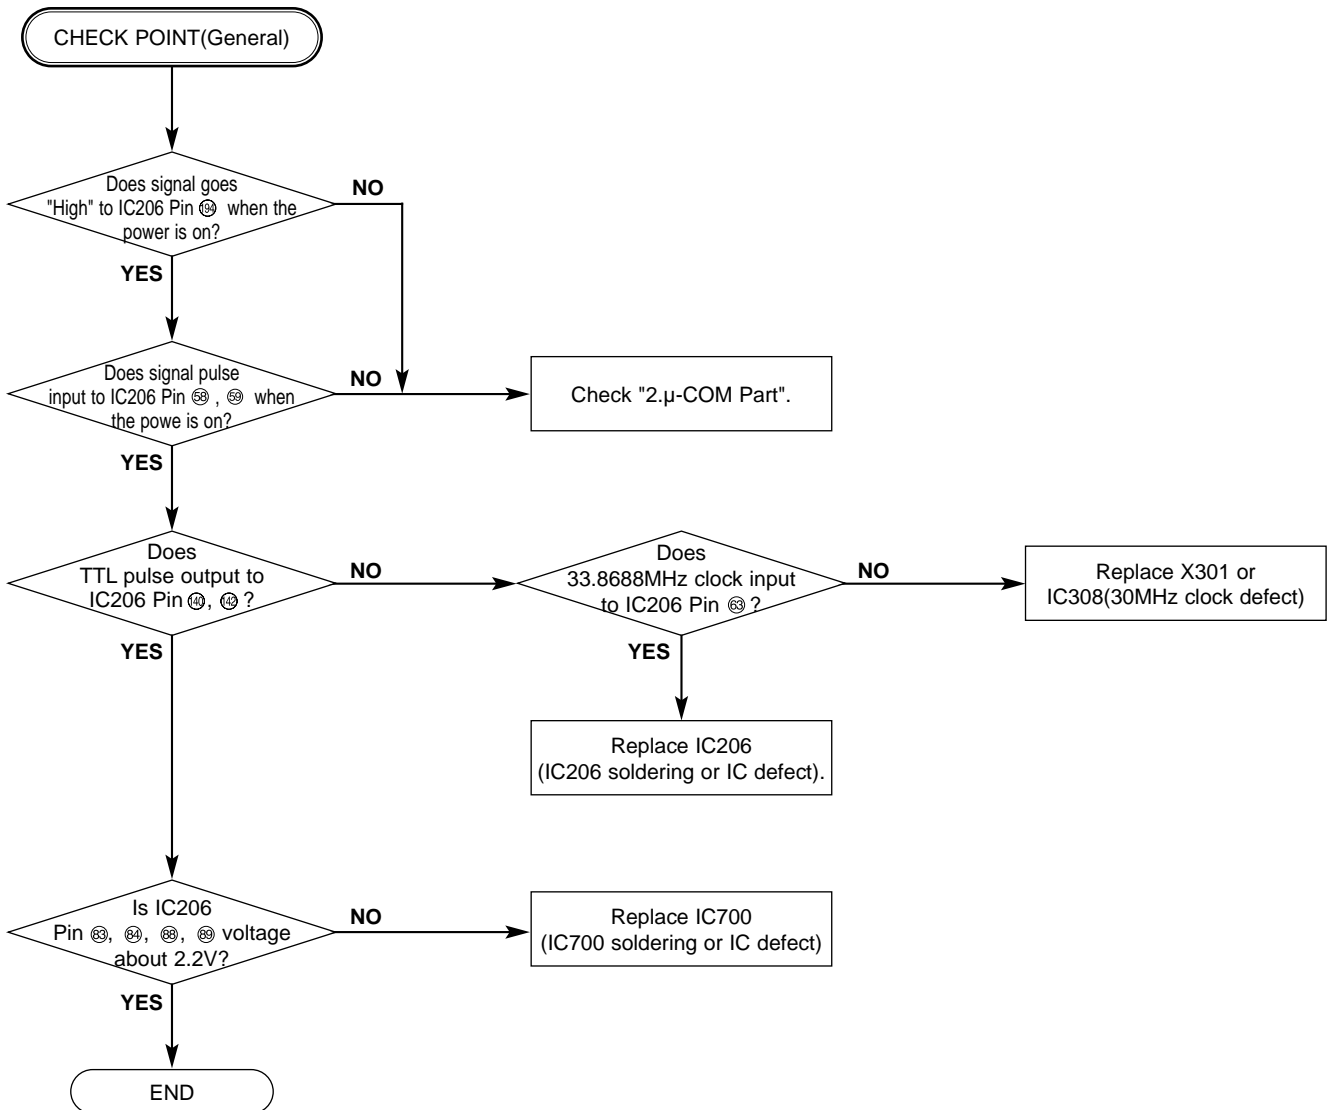 CHECK POINT(General)
Does signal goes
"High" to IC206 Pin 194 when the
power is on?
NO
YES
Does signal pulse
input to IC206 Pin 58 , 59 when
the powe is on?
NO
YES
Check "2.μ-COM Part".
Does
TTL pulse output to
IC206 Pin 140, 142 ?
NO
YES
Does
33.8688MHz clock input
to IC206 Pin 63 ?
NO
YES
Replace X301 or
IC308(30MHz clock defect)
Replace IC206
(IC206 soldering or IC defect).
Is IC206
Pin 83, 84, 88, 89 voltage
about 2.2V?
NO
YES
Replace IC700
(IC700 soldering or IC defect)
END